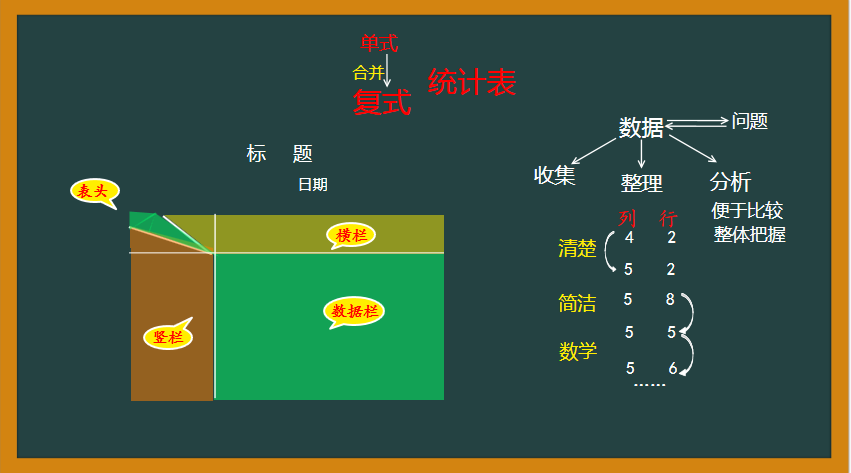 单式
合并
复式 统计表
标 题
日期
表头
横栏
竖栏
数据栏
数据
问题
收集
整理
分析
便于比较
整体把握
列 行
清楚
4 2
5 2
简洁
5 8
5 5
数学
5 6
……